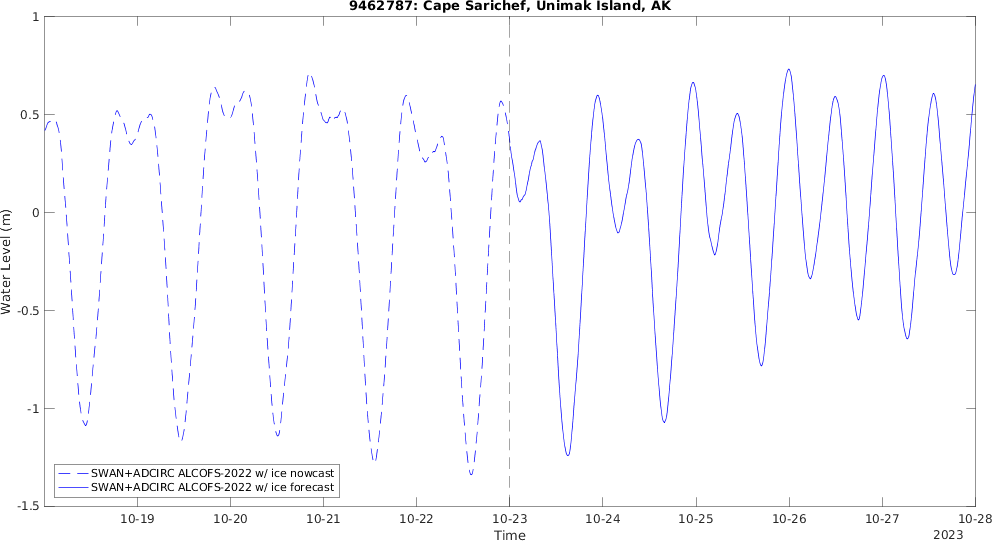 9462787: Cape Sarichef, Unimak Island, AK
1
0.5
0
-0.5
-1
-1.5
Water Level (m)
SWAN+ADCIRC ALCOFS-2022 w/ ice nowcast
SWAN+ADCIRC ALCOFS-2022 w/ ice forecast
10-19 10-20 10-21 10-22 10-23 10-24 10-25 10-26 10-27 10-28
Time
2023